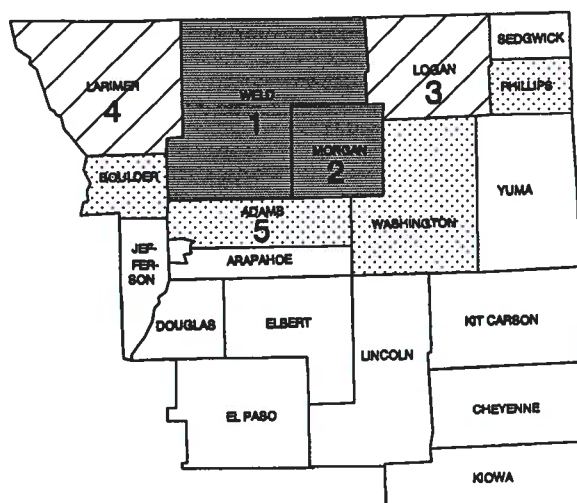 SEDGWICK
LARIMER
4
WELD
1
LOGAN
3
PHILLIPS
MORGAN
2
BOULDER
YUMA
ADAMS
5
WASHINGTON
JEF-
FER-
SON
ARAPAHOE
DOUGLAS
ELBERT
KIT CARSON
LINCOLN
CHEYENNE
EL PASO
KIOWA